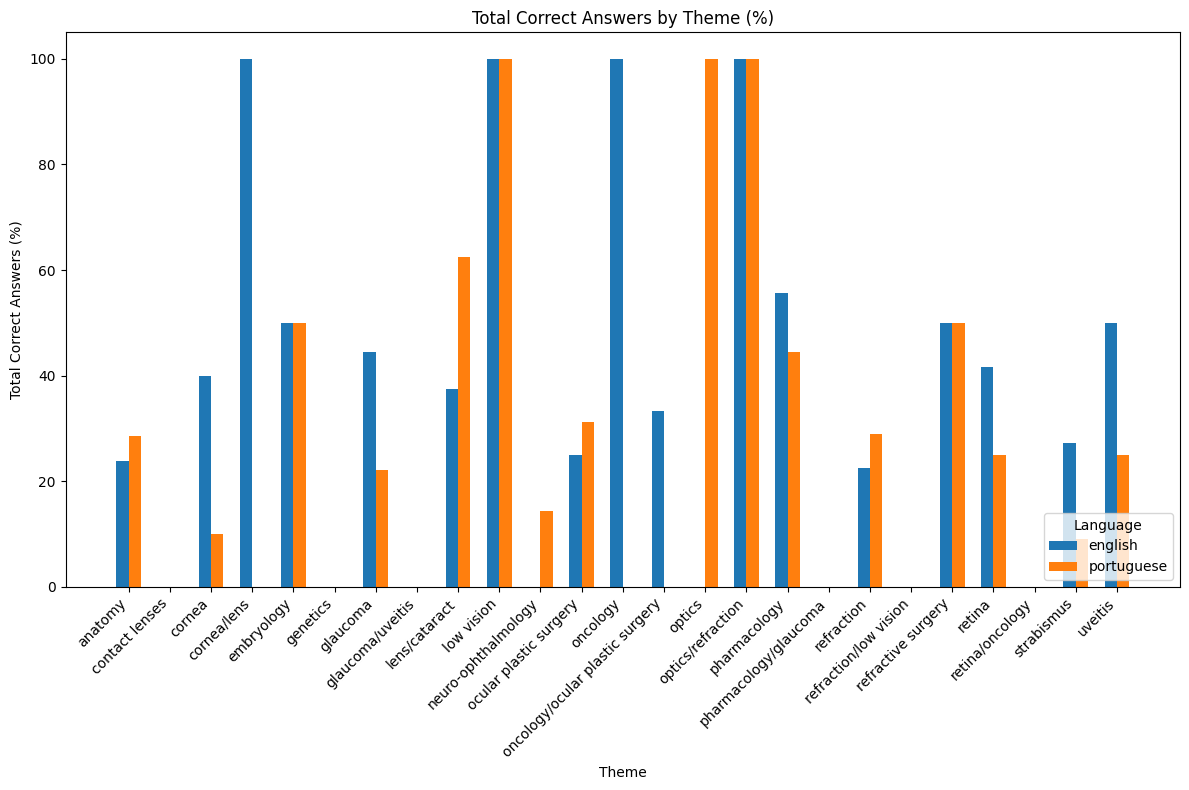 Total Correct Answers by Theme (%)
Total Correct Answers (%)
100
80
60
40
20
0
Language
english
portuguese
anatomy
contact lenses
cornea
cornea/lens
embryology
genetics
glaucoma
glaucoma/uveitis
lens/cataract
low vision
neuro-ophthalmology
ocular plastic surgery
oncology
oncology/ocular plastic surgery
optics
optics/refraction
pharmacology
pharmacology/glaucoma
refraction
refraction/low vision
refractive surgery
retina
retina/oncology
strabismus
uveitis
Theme